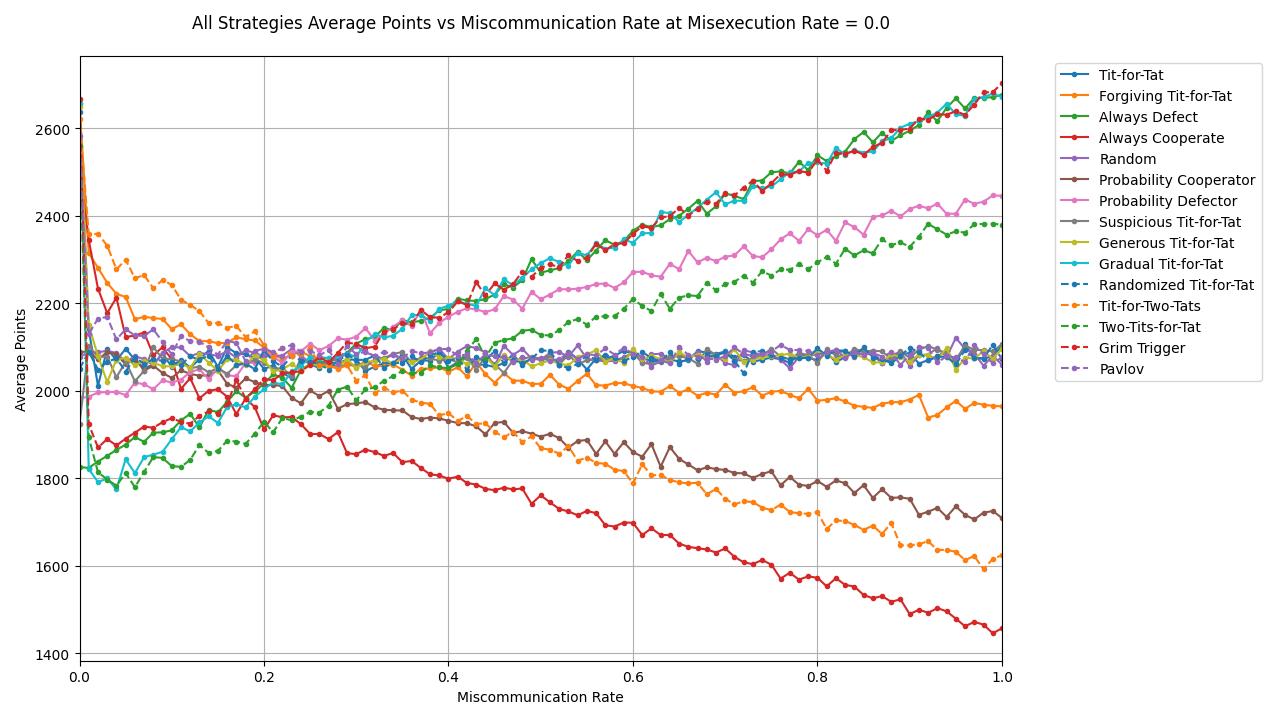 All Strategies Average Points vs Miscommunication Rate at Misexecution Rate = 0.0
Average Points
2600
2400
2200
2000
1800
1600
1400
0.0
0.2
0.4
0.6
0.8
1.0
Miscommunication Rate
Tit-for-Tat
Forgiving Tit-for-Tat
Always Defect
Always Cooperate
Random
Probability Cooperator
Probability Defector
Suspicious Tit-for-Tat
Generous Tit-for-Tat
Gradual Tit-for-Tat
Randomized Tit-for-Tat
Tit-for-Two-Tats
Two-Tits-for-Tat
Grim Trigger
Pavlov